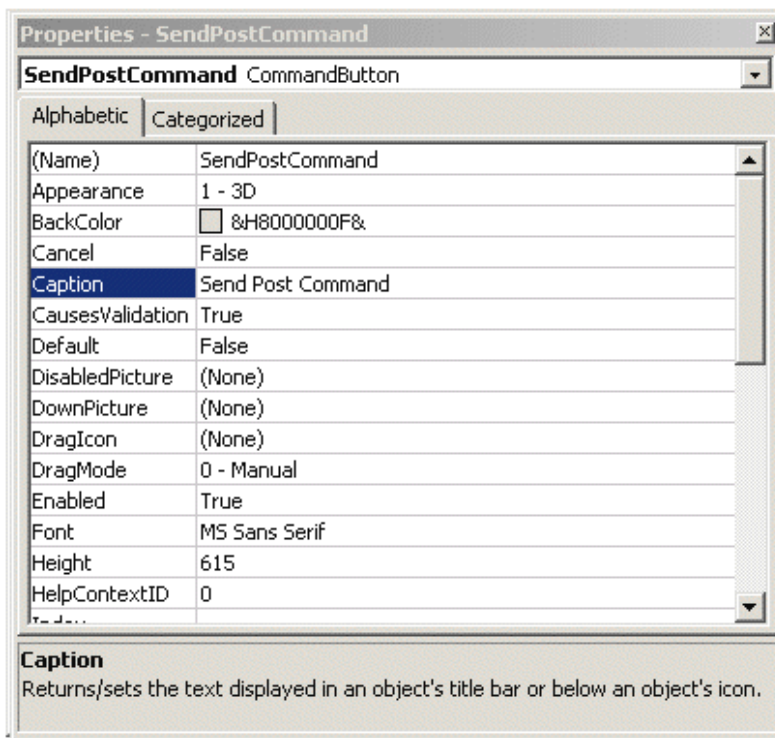 Properties - SendPostCommand
SendPostCommand CommandButton
Alphabetic Categorized
(Name) SendPostCommand
Appearance 1 - 3D
BackColor &H8000000F&
Cancel False
Caption Send Post Command
CausesValidation True
Default False
DisabledPicture (None)
DownPicture (None)
DragIcon (None)
DragMode 0 - Manual
Enabled True
Font MS Sans Serif
Height 615
HelpContextID 0
Index
Caption
Returns/sets the text displayed in an object's title bar or below an object's icon.